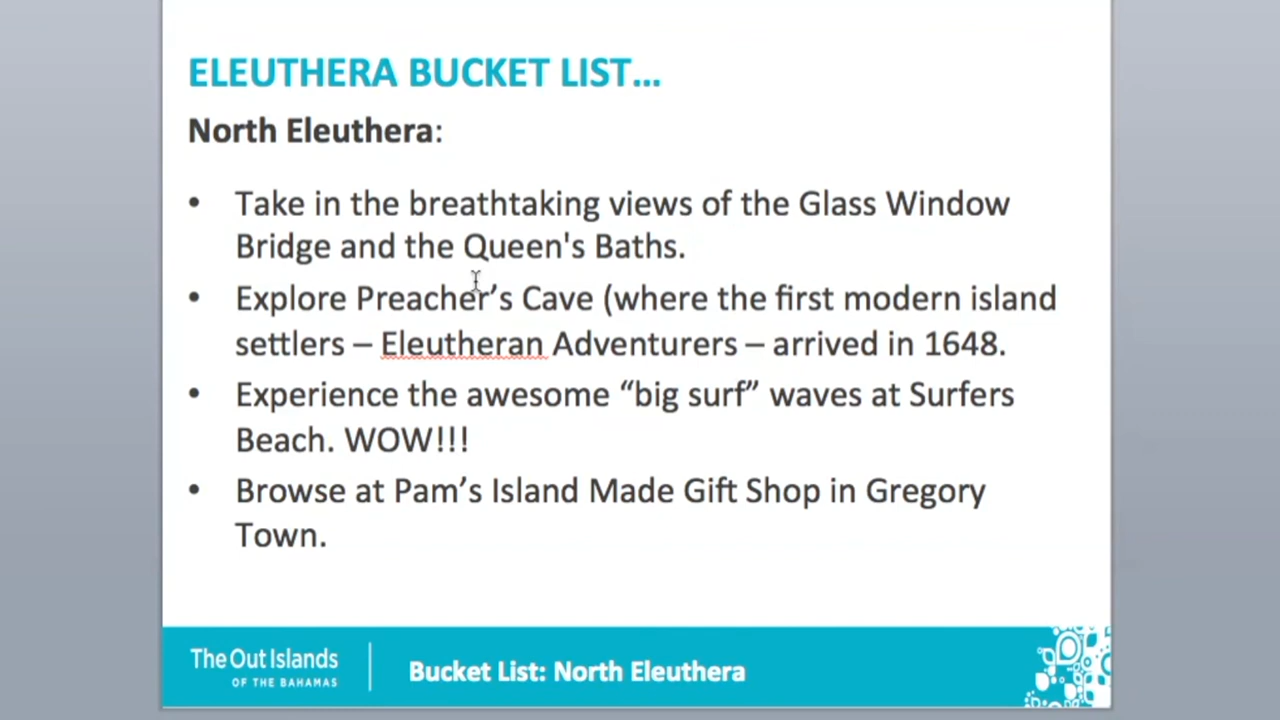 ELEUTHERA BUCKET LIST...
North Eleuthera:
• Take in the breathtaking views of the Glass Window
Bridge and the Queen's Baths.
• Explore Preacher’s Cave (where the first modern island
settlers – Eleutheran Adventurers – arrived in 1648.
• Experience the awesome “big surf” waves at Surfers
Beach. WOW!!!
• Browse at Pam’s Island Made Gift Shop in Gregory
Town.
The Out Islands
OF THE BAHAMAS
Bucket List: North Eleuthera